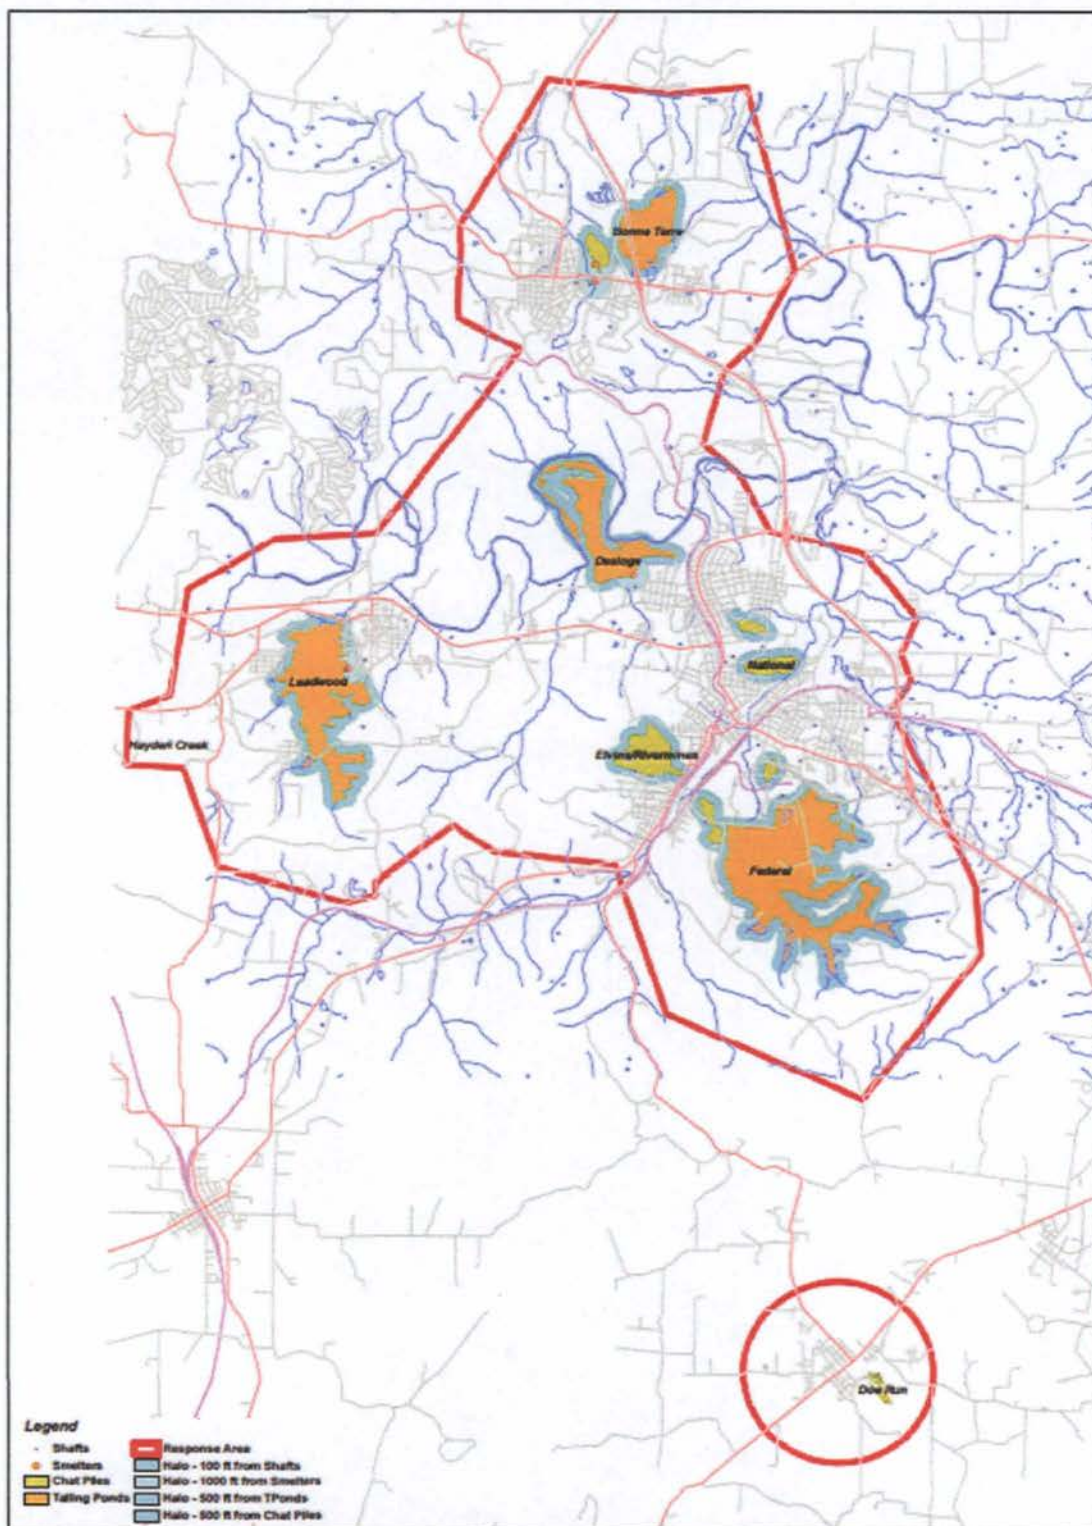 Bonne Terre
Desloge
National
Leadwood
Hayden Creek
Elvins/Rivermines
Federal
Doe Run
Legend
Shafts
Smelters
Chat Piles
Tailing Ponds
Response Area
Halo - 100 ft from Shafts
Halo - 1000 ft from Smelters
Halo - 500 ft from TPonds
Halo - 500 ft from Chat Piles